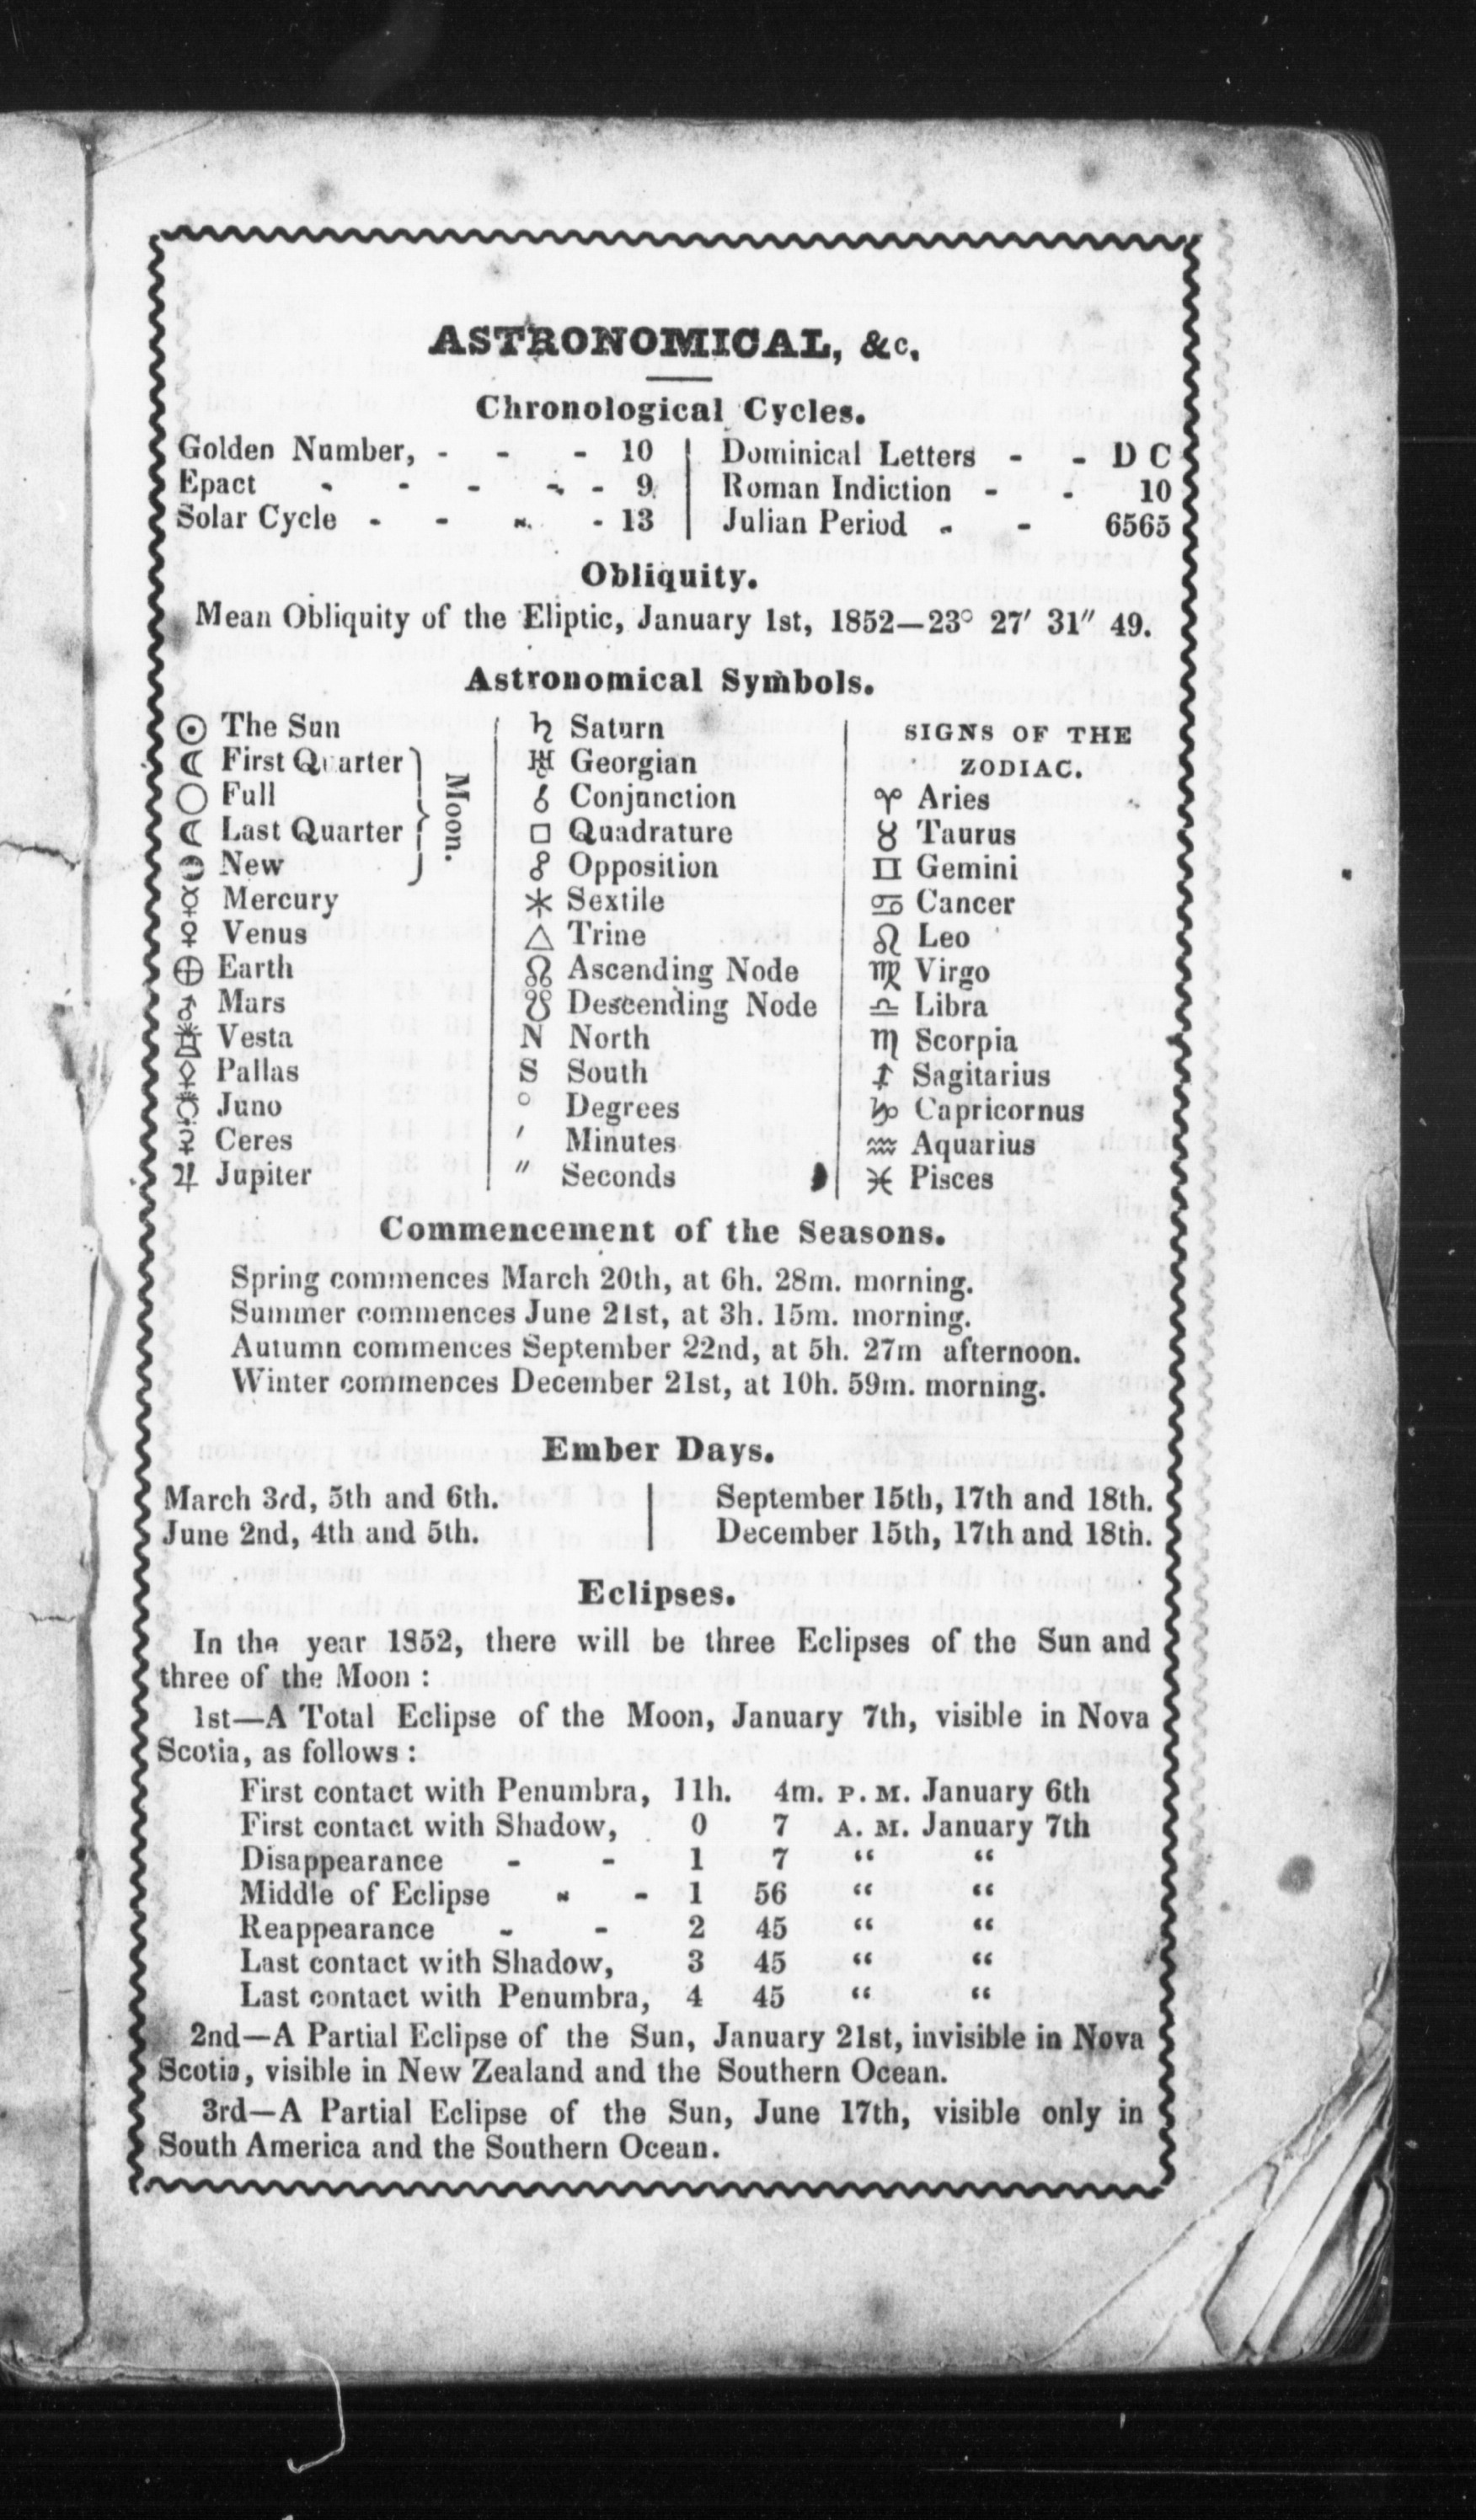 ASTRONOMICAL, &c.
Chronological Cycles.
Golden Number, - - - 10 | Dominical Letters - - D C
Epact - - - - - 9 | Roman Indiction - - 10
Solar Cycle - - - - 13 | Julian Period - - 6565
Obliquity.
Mean Obliquity of the Eliptic, January 1st, 1852—23° 27′ 31″ 49.
Astronomical Symbols.
☉ The Sun
☾ First Quarter
○ Full
☾ Last Quarter
New
Moon.
☿ Mercury
♀ Venus
⊕ Earth
♂ Mars
⚶ Vesta
⚴ Pallas
⚵ Juno
⚳ Ceres
♃ Jupiter
♄ Saturn
♅ Georgian
☌ Conjunction
□ Quadrature
☍ Opposition
⚹ Sextile
△ Trine
☊ Ascending Node
☋ Descending Node
N North
S South
° Degrees
′ Minutes
″ Seconds
SIGNS OF THE
ZODIAC.
♈ Aries
♉ Taurus
♊ Gemini
♋ Cancer
♌ Leo
♍ Virgo
♎ Libra
♏ Scorpia
♐ Sagitarius
♑ Capricornus
♒ Aquarius
♓ Pisces
Commencement of the Seasons.
Spring commences March 20th, at 6h. 28m. morning.
Summer commences June 21st, at 3h. 15m. morning.
Autumn commences September 22nd, at 5h. 27m afternoon.
Winter commences December 21st, at 10h. 59m. morning.
Ember Days.
March 3rd, 5th and 6th. | September 15th, 17th and 18th.
June 2nd, 4th and 5th. | December 15th, 17th and 18th.
Eclipses.
In the year 1852, there will be three Eclipses of the Sun and
three of the Moon :
1st—A Total Eclipse of the Moon, January 7th, visible in Nova
Scotia, as follows :
First contact with Penumbra, 11h. 4m. P. M. January 6th
First contact with Shadow, 0 7 A. M. January 7th
Disappearance - - 1 7 “ “
Middle of Eclipse - - 1 56 “ “
Reappearance - - 2 45 “ “
Last contact with Shadow, 3 45 “ “
Last contact with Penumbra, 4 45 “ “
2nd—A Partial Eclipse of the Sun, January 21st, invisible in Nova
Scotia, visible in New Zealand and the Southern Ocean.
3rd—A Partial Eclipse of the Sun, June 17th, visible only in
South America and the Southern Ocean.